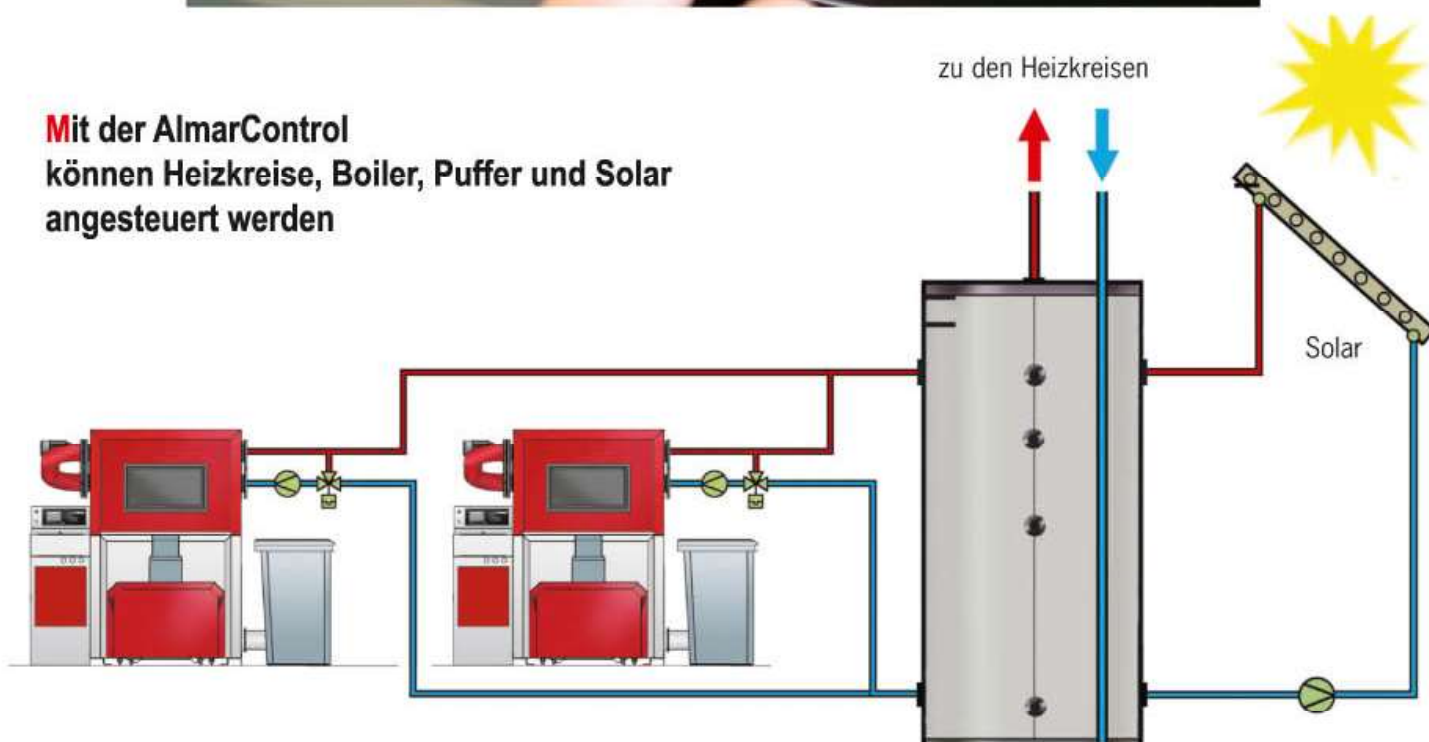 zu den Heizkreisen
Mit der AlmarControl
können Heizkreise, Boiler, Puffer und Solar
angesteuert werden
Solar